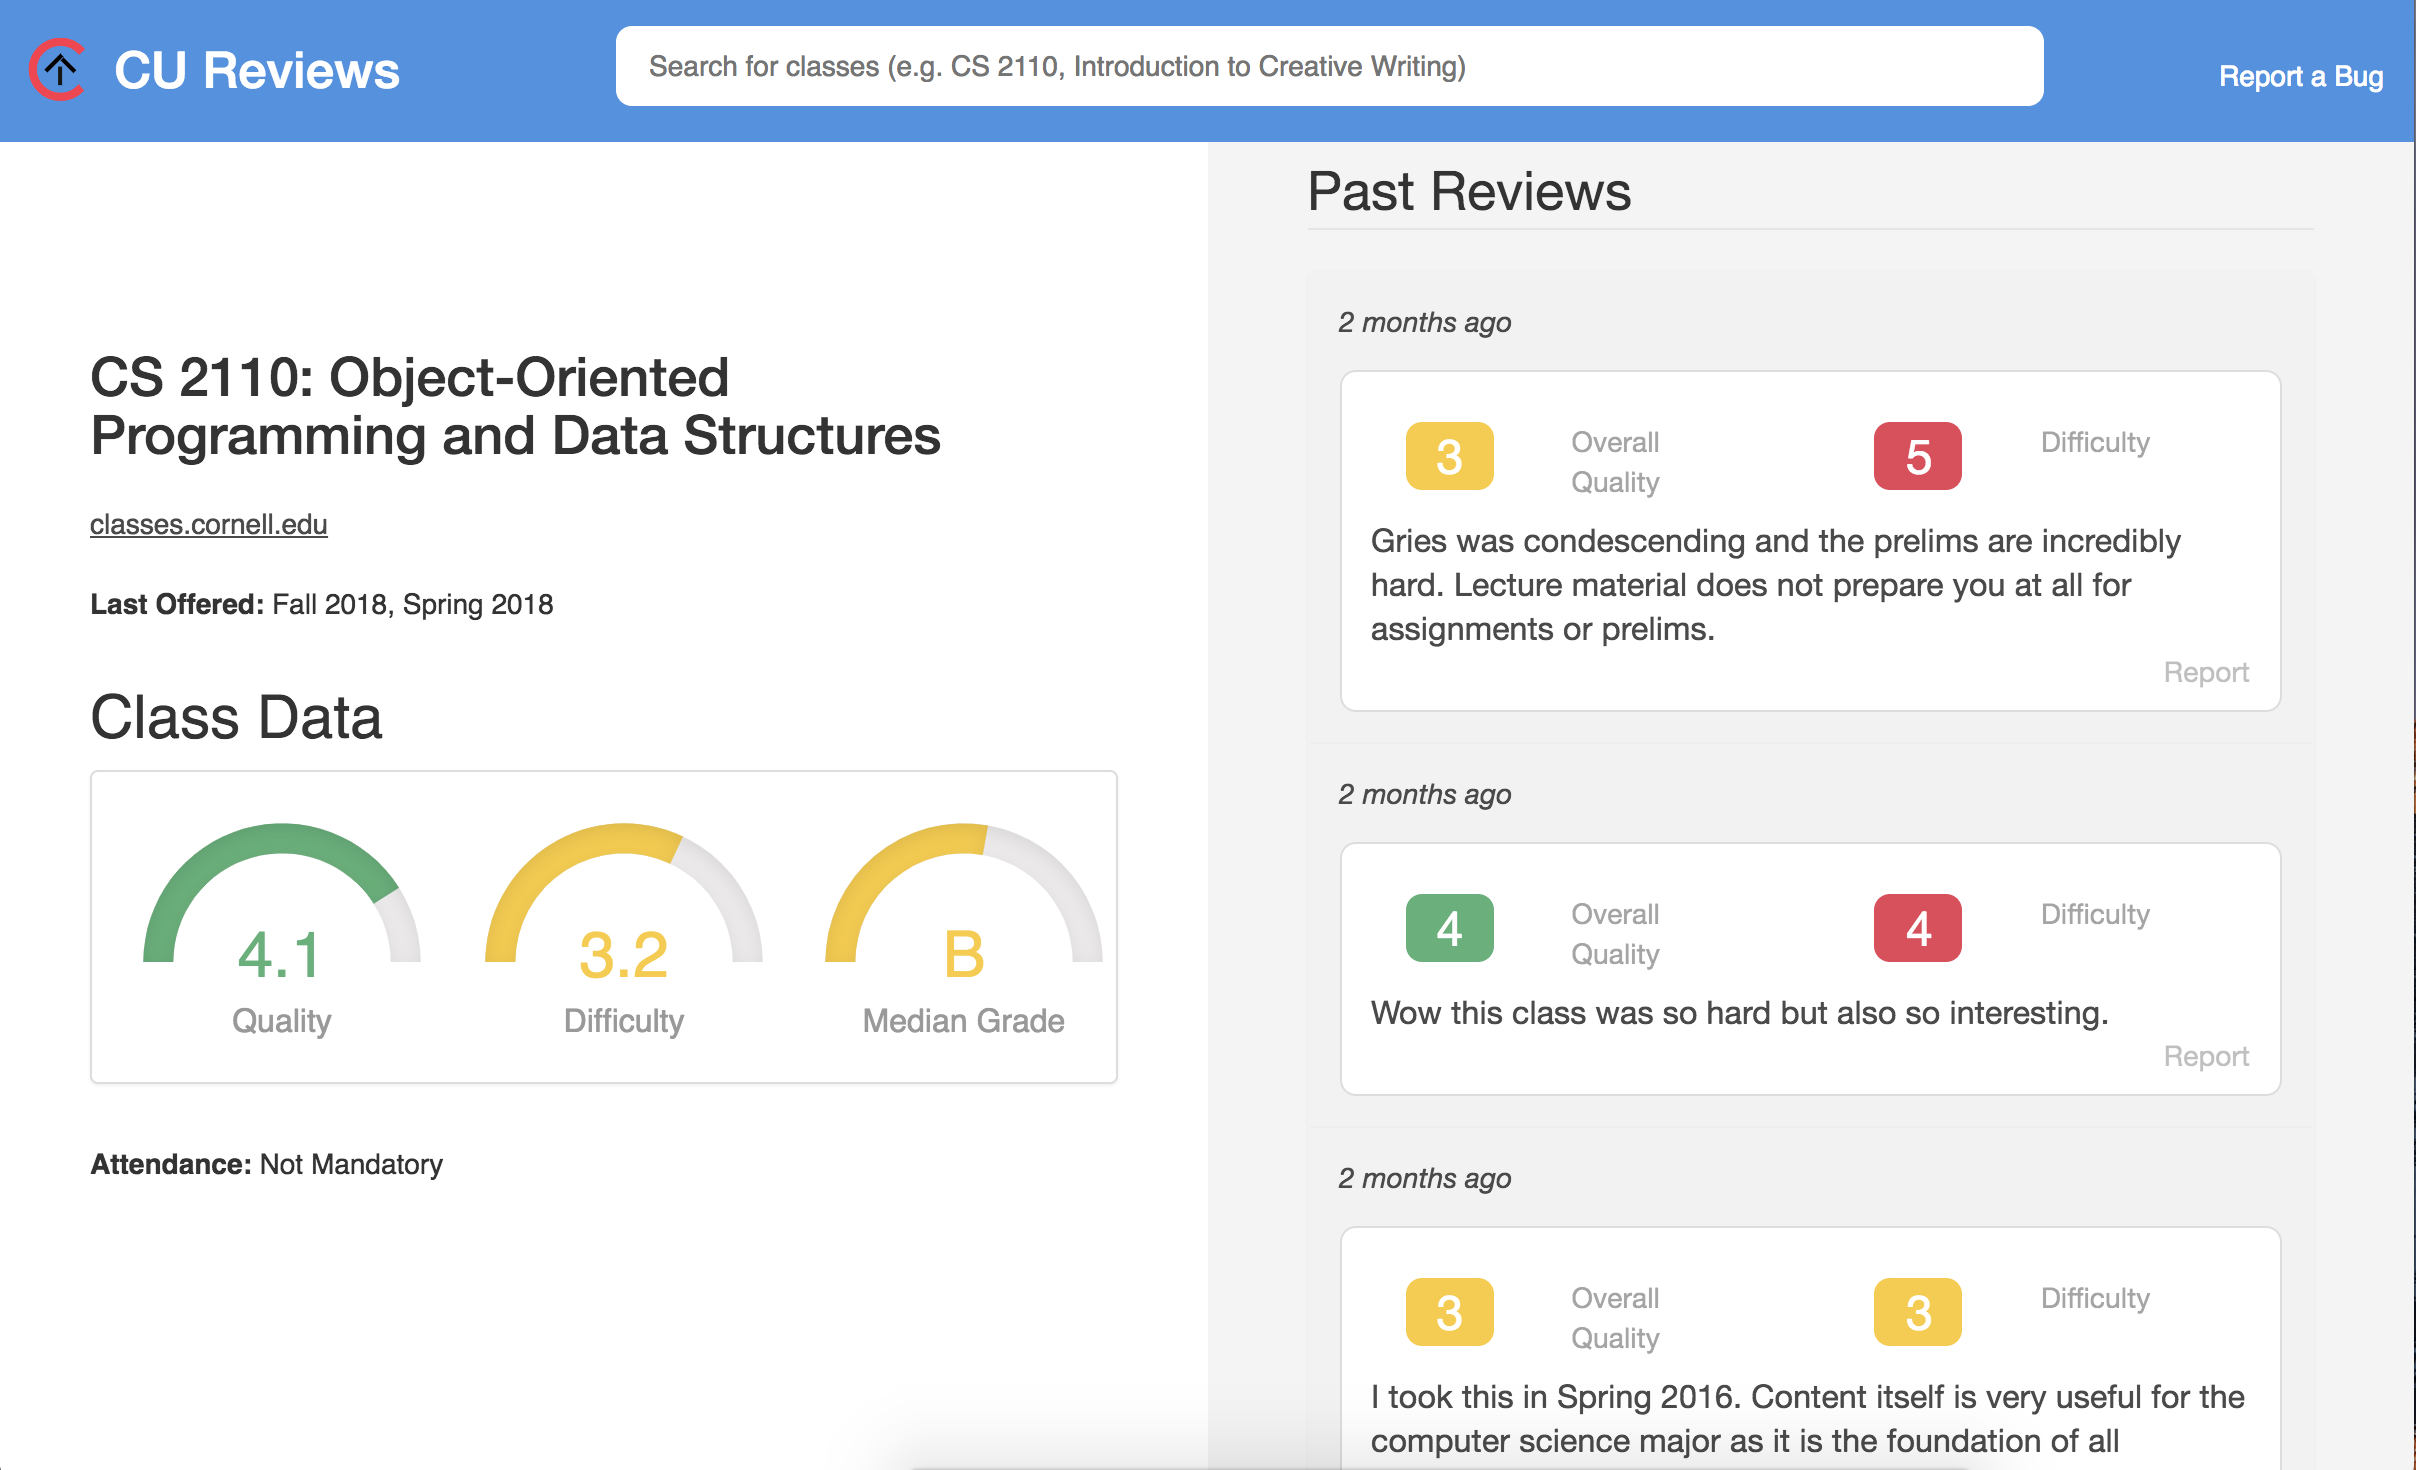 CU Reviews
Search for classes (e.g. CS 2110, Introduction to Creative Writing)
Report a Bug
CS 2110: Object-Oriented
Programming and Data Structures
classes.cornell.edu
Last Offered: Fall 2018, Spring 2018
Class Data
4.1
Quality
3.2
Difficulty
B
Median Grade
Attendance: Not Mandatory
Past Reviews
2 months ago
3
Overall
Quality
5
Difficulty
Gries was condescending and the prelims are incredibly
hard. Lecture material does not prepare you at all for
assignments or prelims.
Report
2 months ago
4
Overall
Quality
4
Difficulty
Wow this class was so hard but also so interesting.
Report
2 months ago
3
Overall
Quality
3
Difficulty
I took this in Spring 2016. Content itself is very useful for the
computer science major as it is the foundation of all